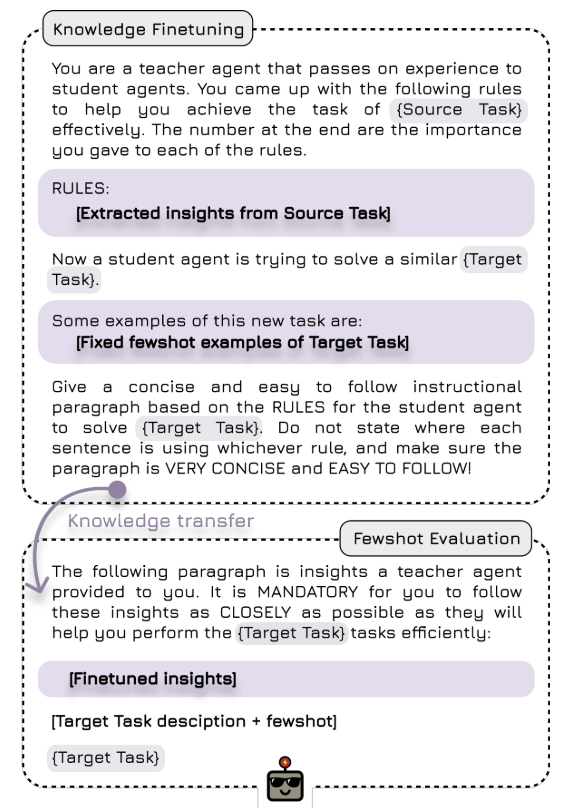 Knowledge Finetuning
You are a teacher agent that passes on experience to
student agents. You came up with the following rules
to help you achieve the task of {Source Task}
effectively. The number at the end are the importance
you gave to each of the rules.
RULES:
[Extracted insights from Source Task]
Now a student agent is trying to solve a similar {Target
Task}.
Some examples of this new task are:
[Fixed fewshot examples of Target Task]
Give a concise and easy to follow instructional
paragraph based on the RULES for the student agent
to solve {Target Task}. Do not state where each
sentence is using whichever rule, and make sure the
paragraph is VERY CONCISE and EASY TO FOLLOW!
Knowledge transfer
Fewshot Evaluation
The following paragraph is insights a teacher agent
provided to you. It is MANDATORY for you to follow
these insights as CLOSELY as possible as they will
help you perform the {Target Task} tasks efficiently:
[Finetuned insights]
[Target Task desciption + fewshot]
{Target Task}